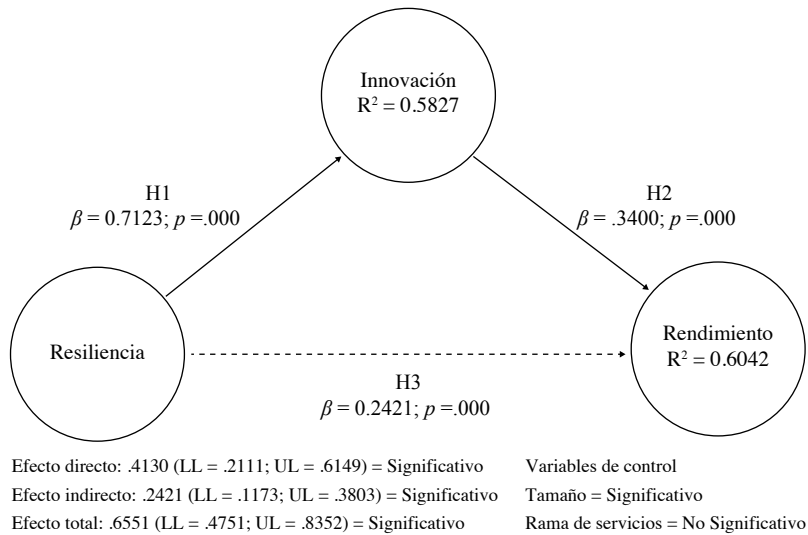 Innovación
R² = 0.5827
H1
β = 0.7123; p =.000
H2
β = .3400; p =.000
Resiliencia
Rendimiento
R² = 0.6042
H3
β = 0.2421; p =.000
Efecto directo: .4130 (LL = .2111; UL = .6149) = Significativo
Variables de control
Efecto indirecto: .2421 (LL = .1173; UL = .3803) = Significativo
Tamaño = Significativo
Efecto total: .6551 (LL = .4751; UL = .8352) = Significativo
Rama de servicios = No Significativo